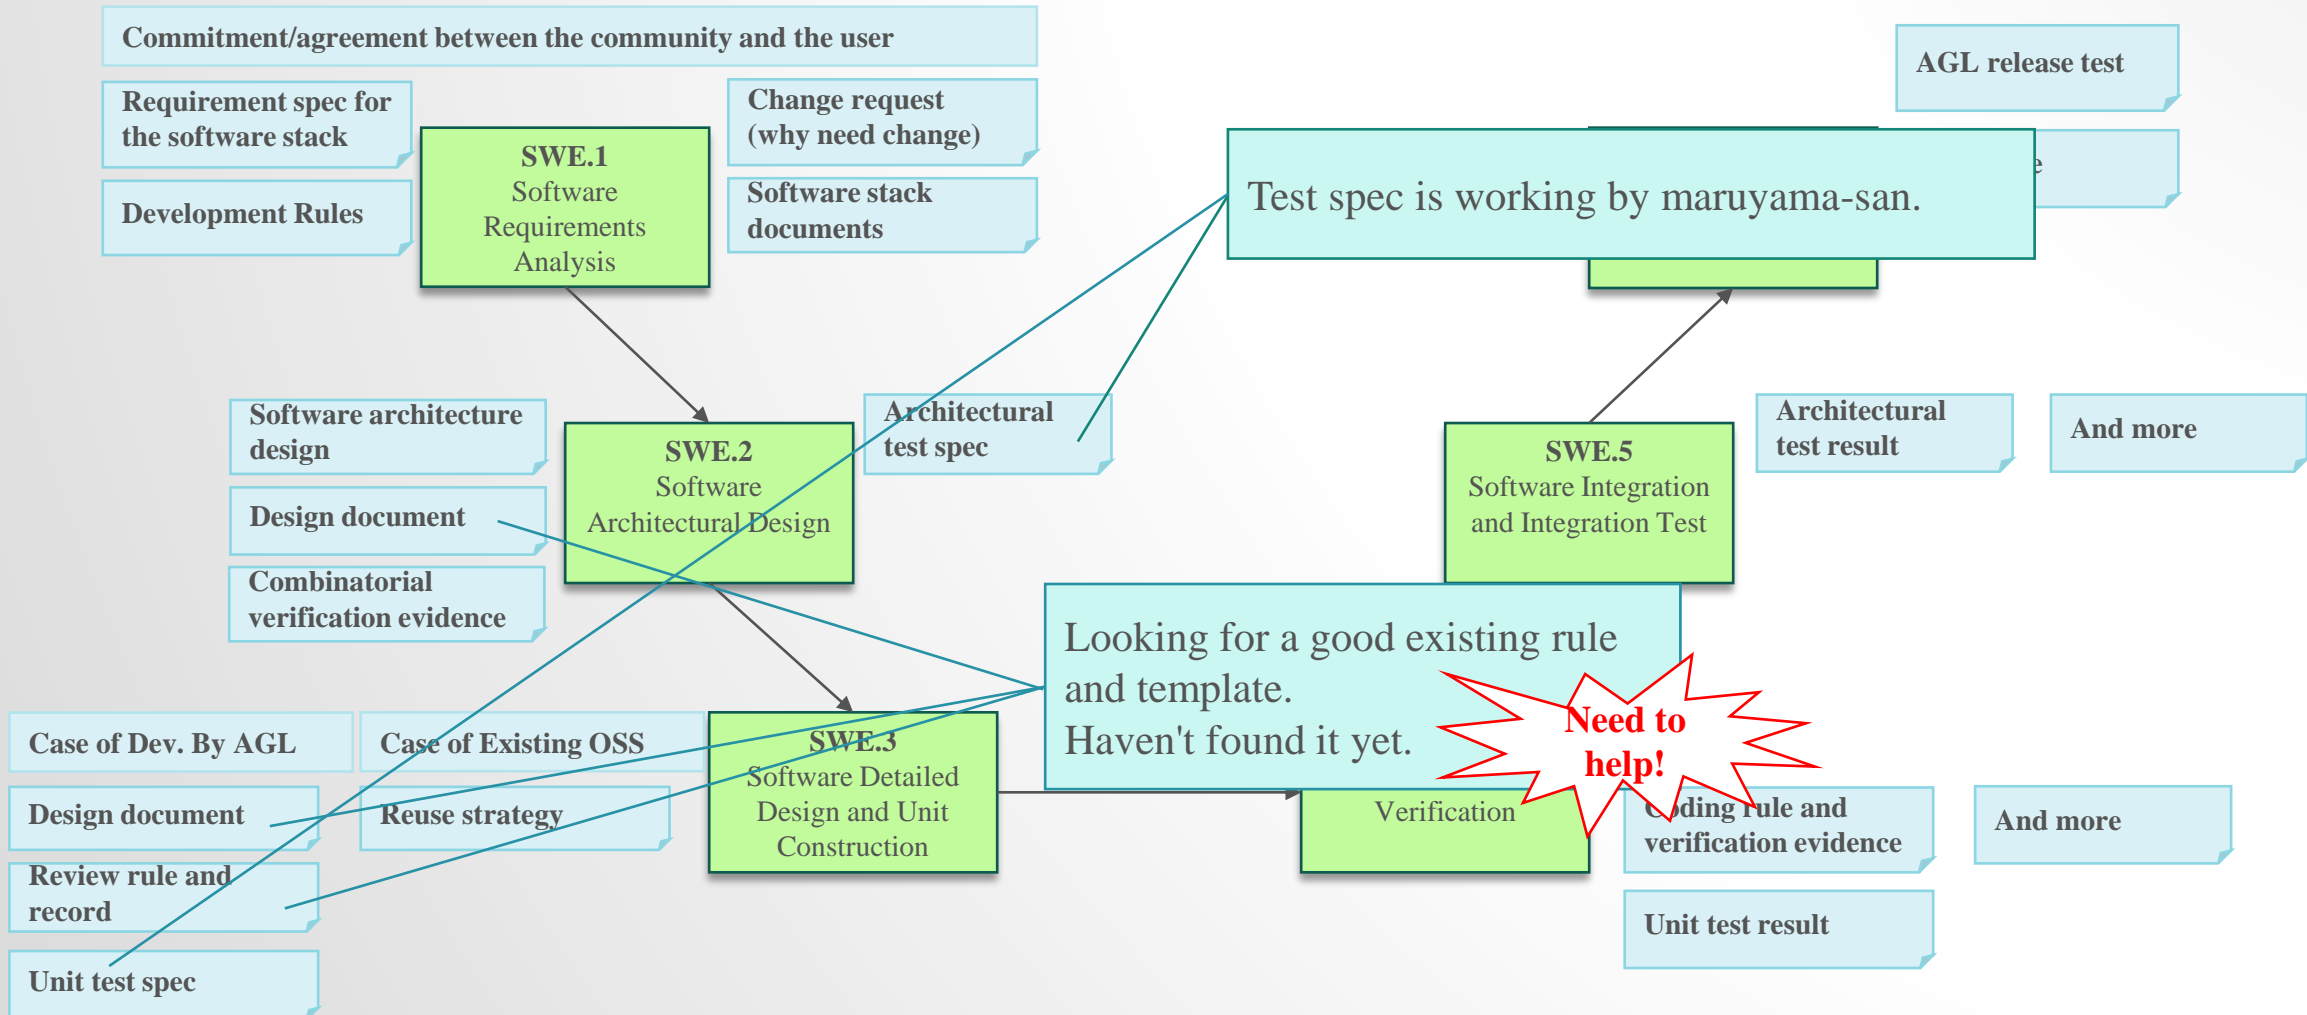 Commitment/agreement between the community and the user
Requirement spec for
the software stack
Development Rules
SWE.1
Software
Requirements
Analysis
Change request
(why need change)
Software stack
documents
AGL release test
Test spec is working by maruyama-san.
Software architecture
design
Design document
Combinatorial
verification evidence
SWE.2
Software
Architectural Design
Architectural
test spec
SWE.5
Software Integration
and Integration Test
Architectural
test result
And more
Looking for a good existing rule
and template.
Haven't found it yet.
Need to
help!
Case of Dev. By AGL
Case of Existing OSS
Design document
Reuse strategy
Review rule and
record
Unit test spec
SWE.3
Software Detailed
Design and Unit
Construction
Verification
Coding rule and
verification evidence
And more
Unit test result